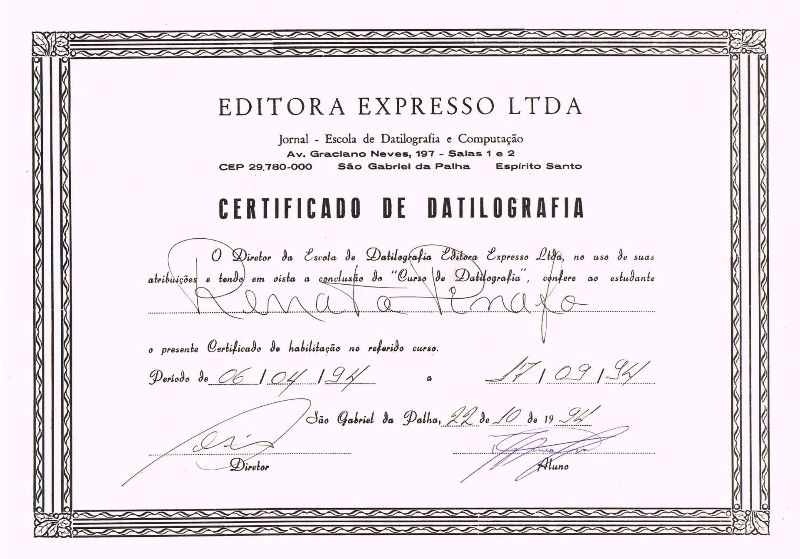 EDITORA EXPRESSO LTDA
Jornal - Escola de Datilografia e Computação
Av. Graciano Neves, 197 - Salas 1 e 2
CEP 29.780-000 São Gabriel da Palha Espírito Santo
CERTIFICADO DE DATILOGRAFIA
O Diretor da Escola de Datilografia Editora Expresso Ltda, no uso de suas
atribuições e tendo em vista a conclusão do "Curso de Datilografia", confere ao estudante
Renata
o presente Certificado de habilitação no referido curso.
Período de 06 / 04 / 94 a 17 / 09 / 94
São Gabriel da Palha, 22 de 10 de 19 94
Diretor Aluno